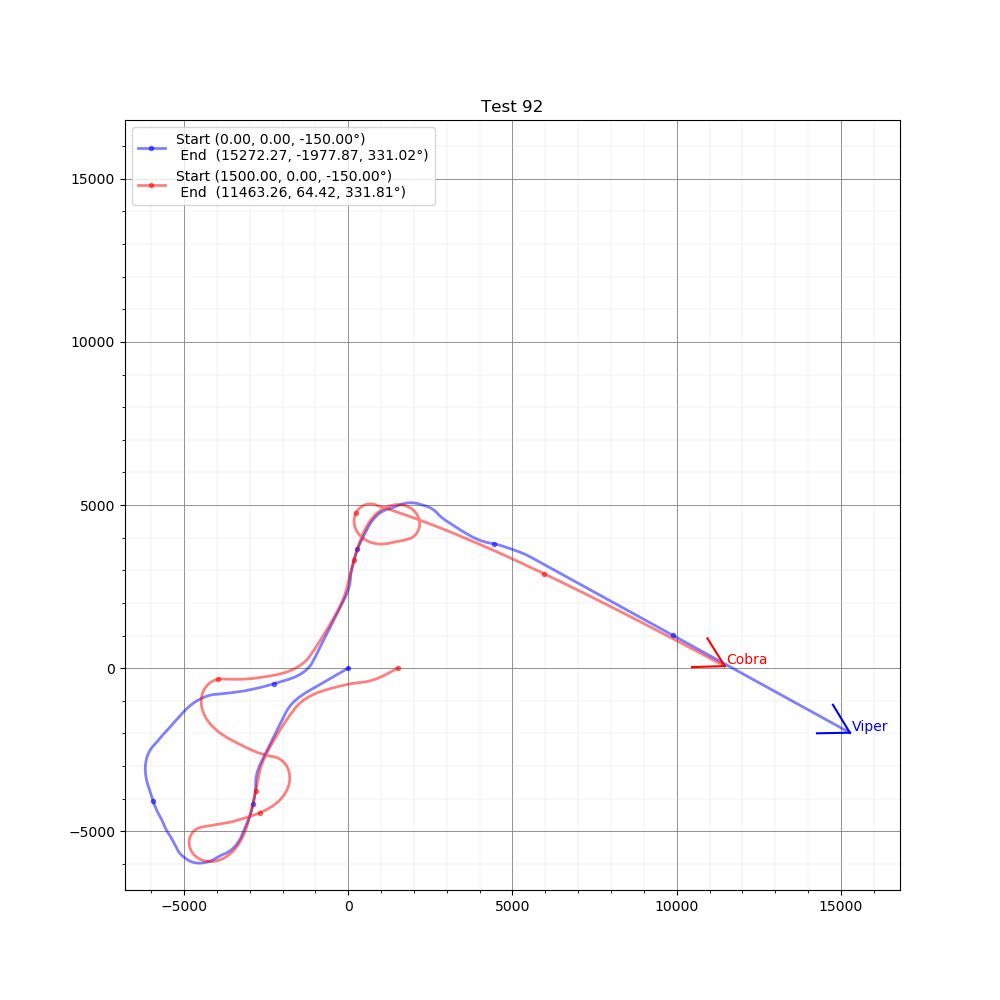 Test 92
Start (0.00, 0.00, -150.00°)
End (15272.27, -1977.87, 331.02°)
Start (1500.00, 0.00, -150.00°)
End (11463.26, 64.42, 331.81°)
15000
10000
5000
0
−5000
Cobra
Viper
−5000
0
5000
10000
15000